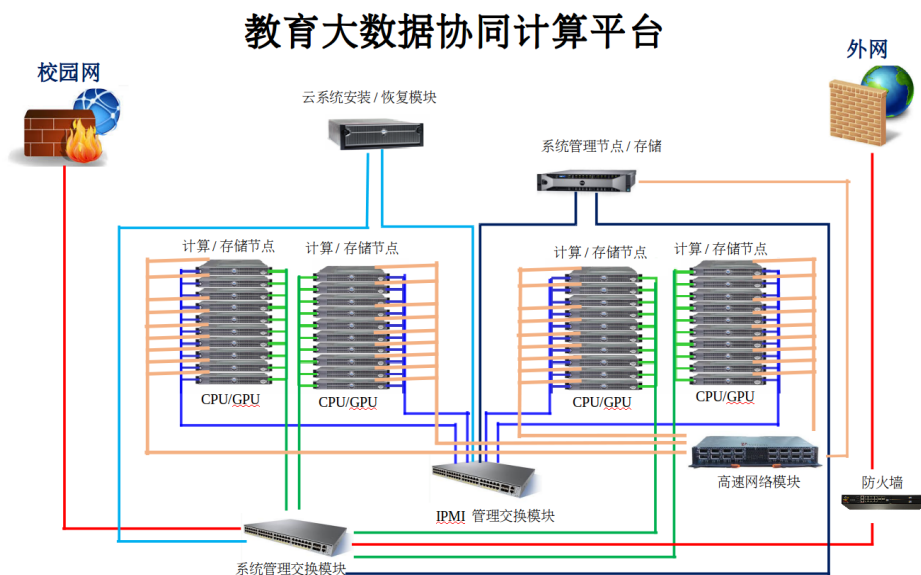 教育大数据协同计算平台
校园网
外网
云系统安装/恢复模块
系统管理节点/存储
计算/存储节点
计算/存储节点
计算/存储节点
计算/存储节点
CPU/GPU
CPU/GPU
CPU/GPU
CPU/GPU
高速网络模块
防火墙
IPMI 管理交换模块
系统管理交换模块